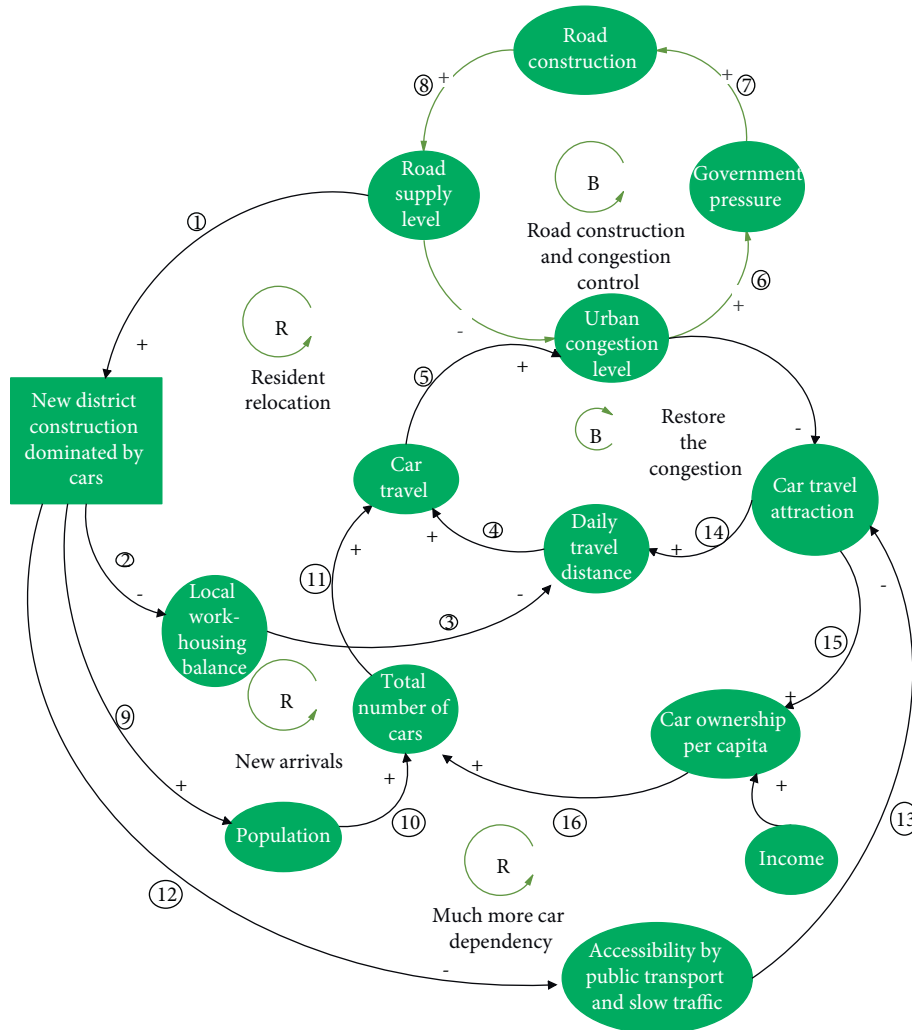 Road
construction
+
⑧
+
⑦
Road
supply
level
B
Government
pressure
①
Road construction
and congestion
control
⑥
+
-
Urban
congestion
level
R
+
Resident
relocation
⑤
+
New district
construction
dominated by
cars
B
Restore
the
congestion
-
Car
travel
Car travel
attraction
④
+
Daily
travel
distance
⑭
+
②
-
⑪
+
-
-
Local
work-
housing
balance
③
⑮
R
Total
number of
cars
+
Car ownership
per capita
⑨
New arrivals
+
+
+
+
Population
⑩
⑯
⑬
Income
R
⑫
Much more car
dependency
-
Accessibility by
public transport
and slow traffic